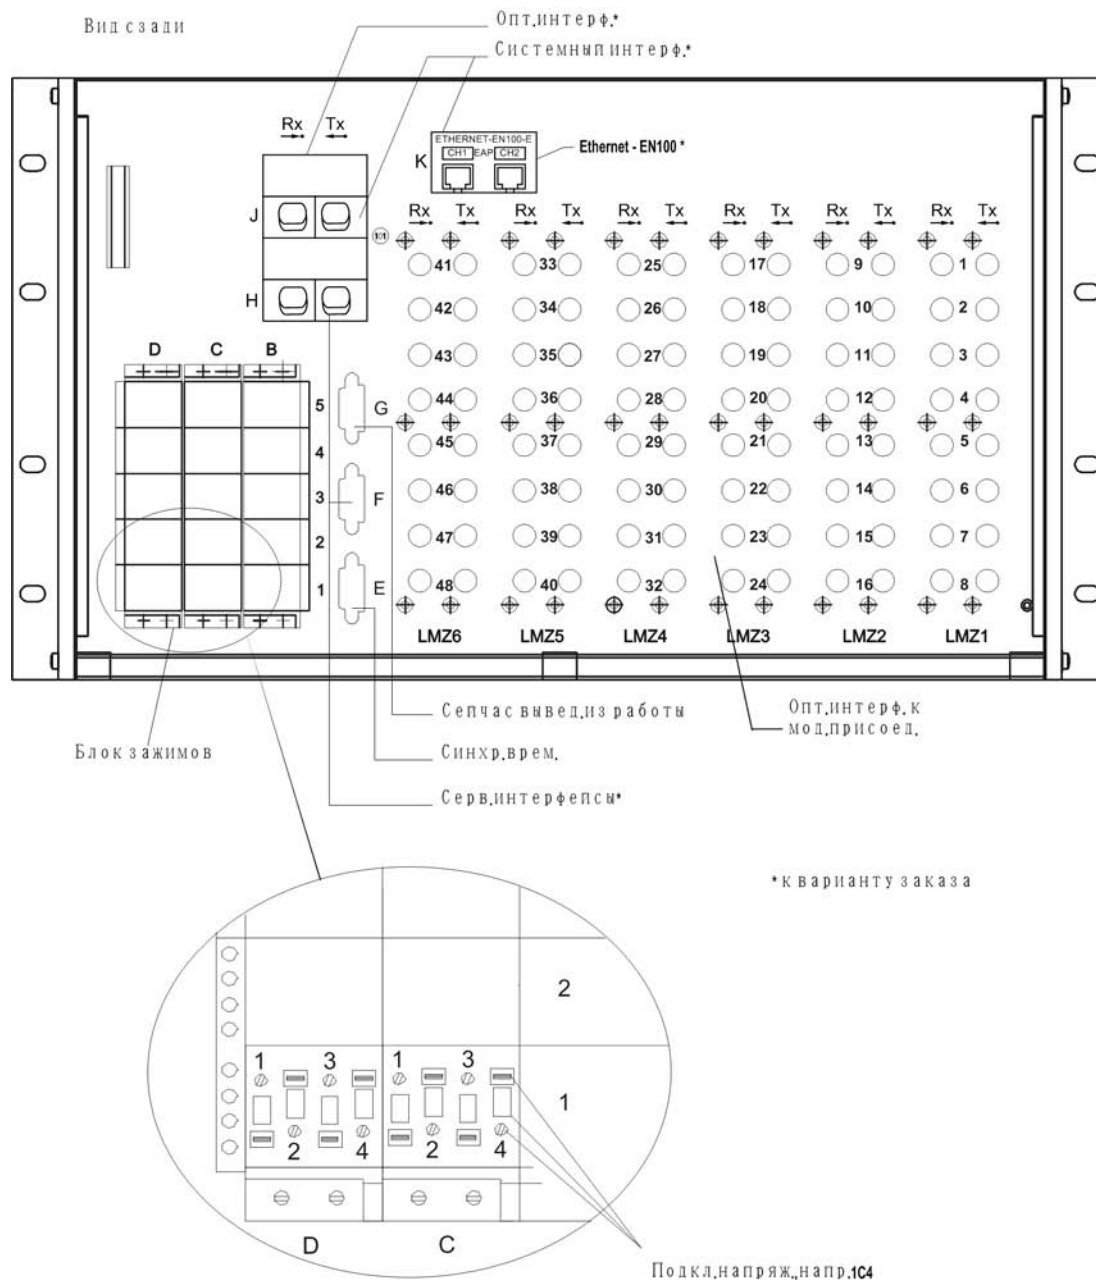 Вид сзади
Опт.интерф.*
Системный интерф.*
Rx Tx
ETHERNET-EN100-E
CH1 EAP CH2
K
Ethernet - EN100 *
J
101
H
Rx Tx Rx Tx Rx Tx Rx Tx Rx Tx Rx Tx
41 33 25 17 9 1
42 34 26 18 10 2
43 35 27 19 11 3
44 36 28 20 12 4
45 37 29 21 13 5
46 38 30 22 14 6
47 39 31 23 15 7
48 40 32 24 16 8
LMZ6 LMZ5 LMZ4 LMZ3 LMZ2 LMZ1
D C B
+ - + - + -
5 G
4
3 F
2
1 E
+ - + - + -
Сепчас вывед.из работы
Опт.интерф.к
мод.присоед.
Блок зажимов
Синхр.врем.
Серв.интерфепсы*
*к варианту заказа
2
1 3 1 3
1
2 4 2 4
D C
Подкл.напряж.,напр.1C4